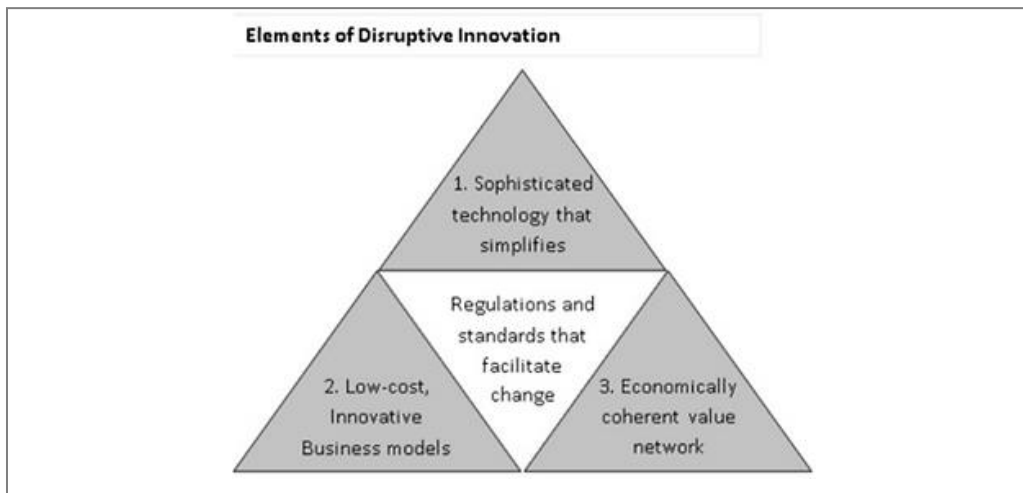 Elements of Disruptive Innovation
1. Sophisticated
technology that
simplifies
Regulations and
standards that
facilitate
change
2. Low-cost,
Innovative
Business models
3. Economically
coherent value
network